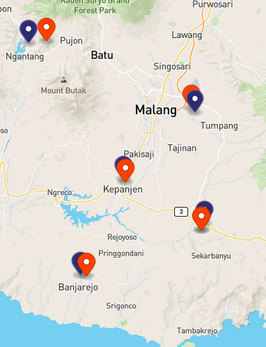 Raden Soryo Grand
Forest Park
Purwosari
Pujon
Ngantang
Batu
Lawang
Singosari
Mount Butak
Malang
Tumpang
Pakisaji
Tajinan
Kepanjen
Ngreco
3
Rejoyoso
Pringgondani
Sekarbanyu
Banjarejo
Srigonco
Tambakrejo